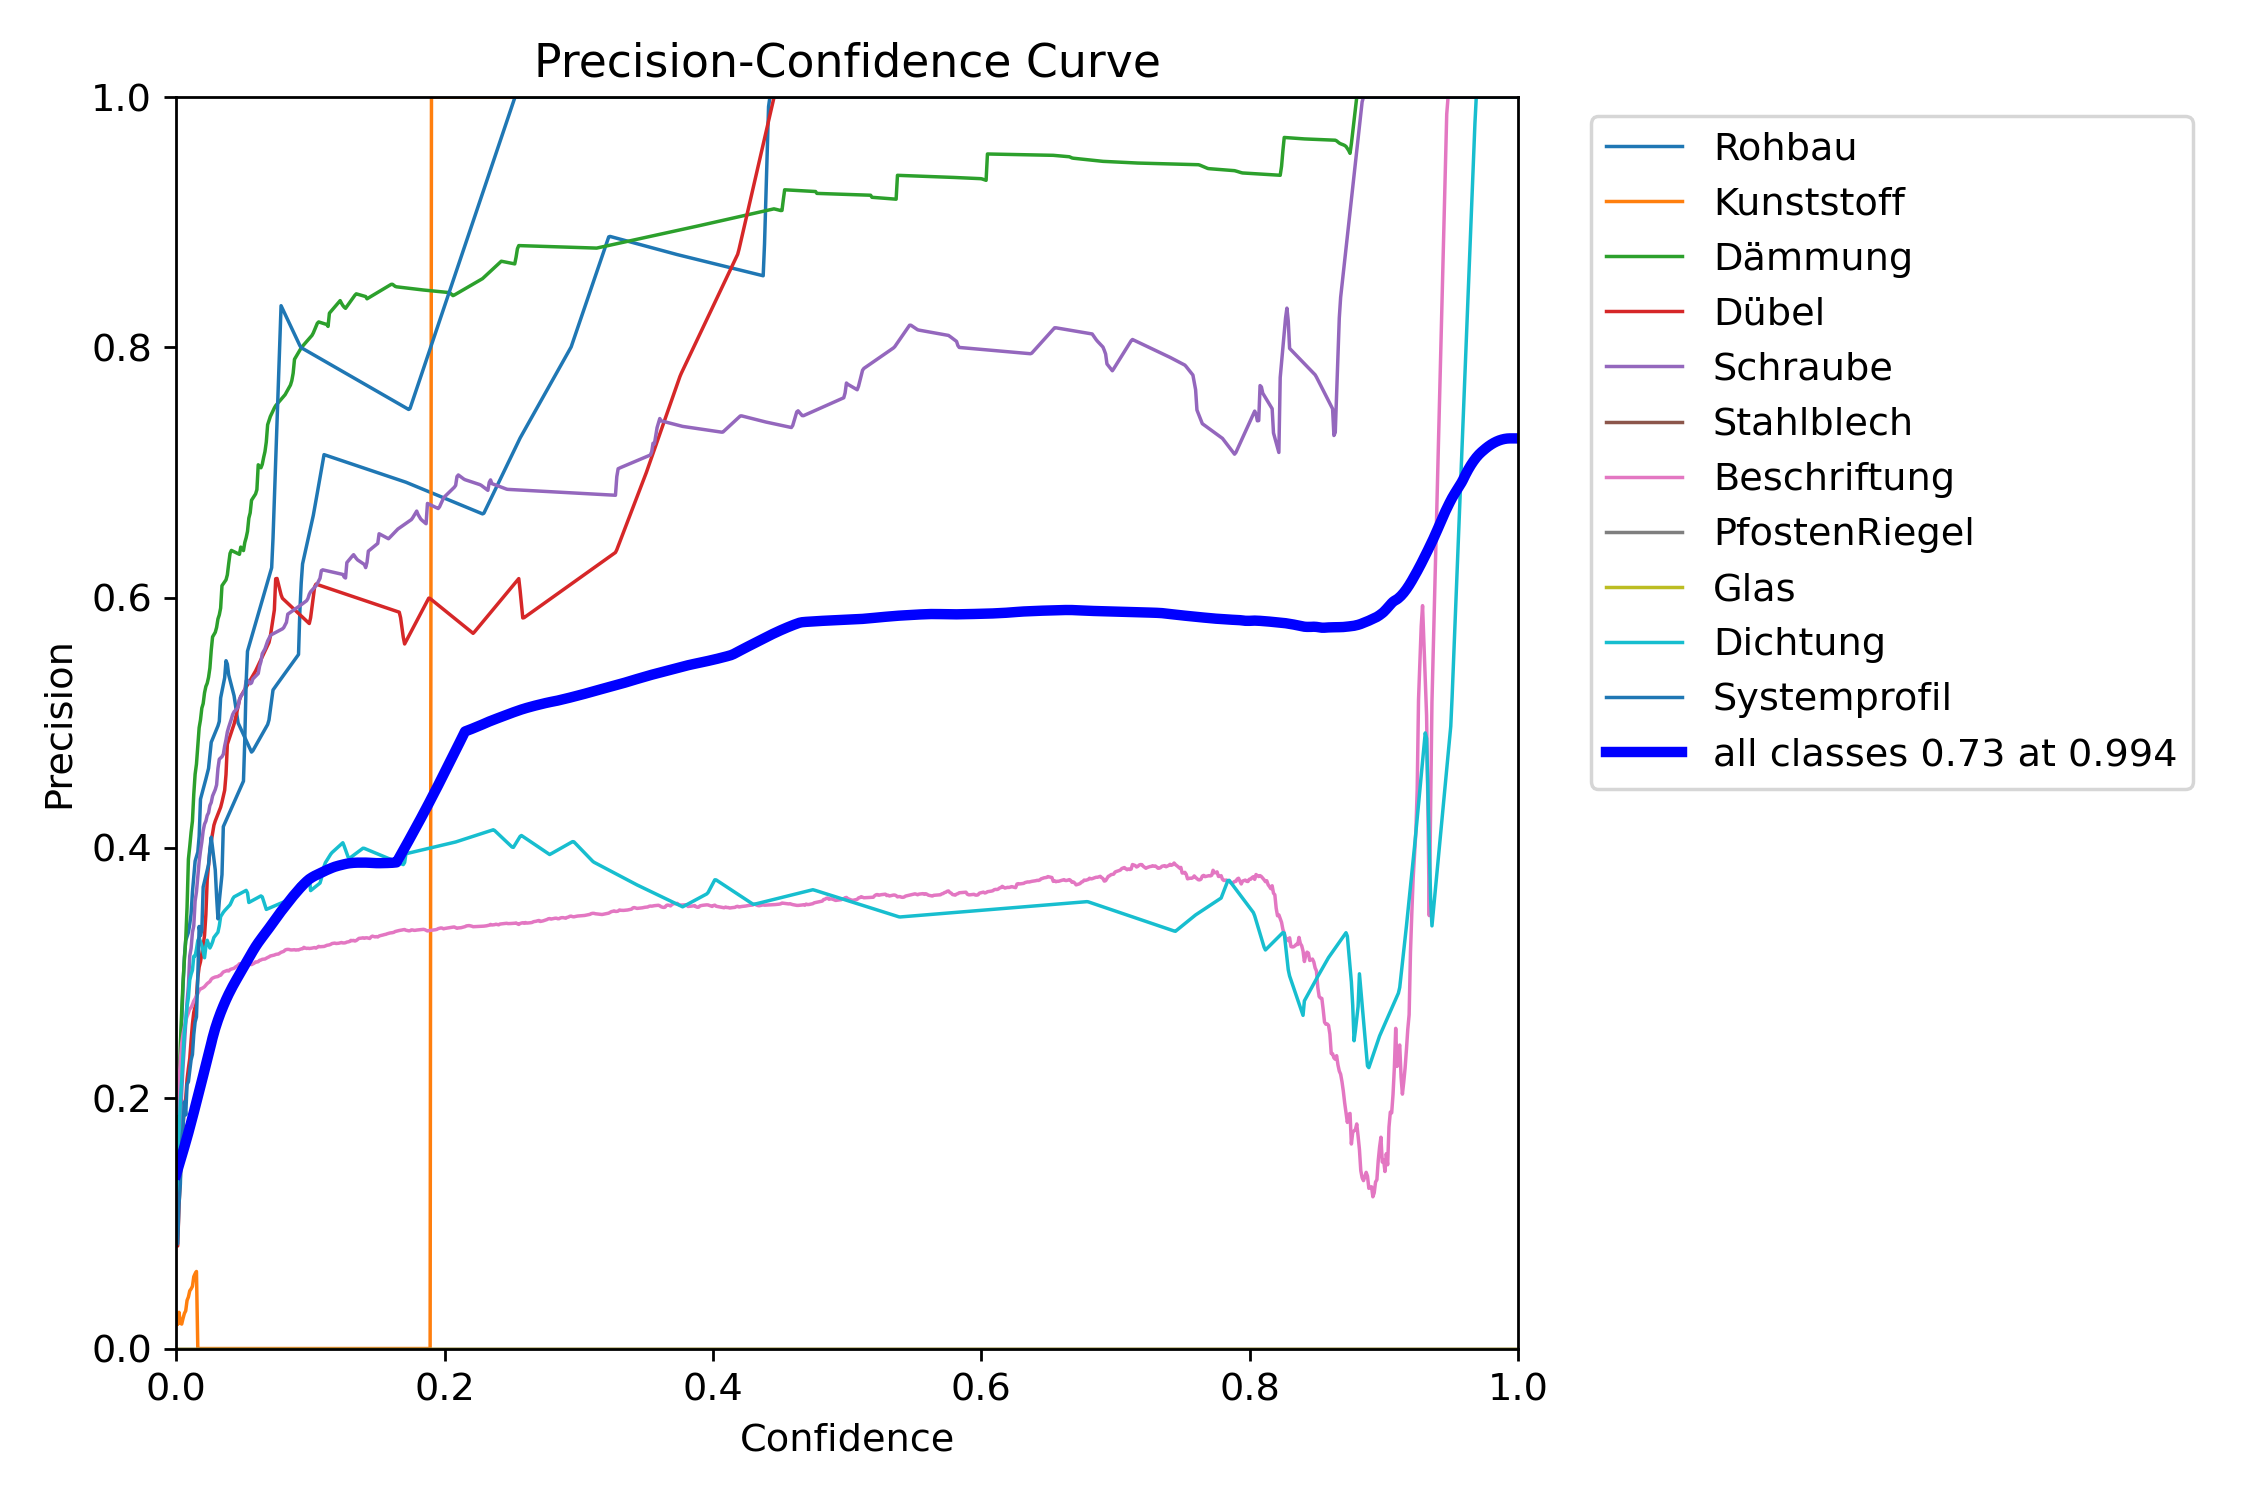 Precision-Confidence Curve
1.0
0.8
0.6
0.4
0.2
0.0
Precision
0.0 0.2 0.4 0.6 0.8 1.0
Confidence
Rohbau
Kunststoff
Dämmung
Dübel
Schraube
Stahlblech
Beschriftung
PfostenRiegel
Glas
Dichtung
Systemprofil
all classes 0.73 at 0.994